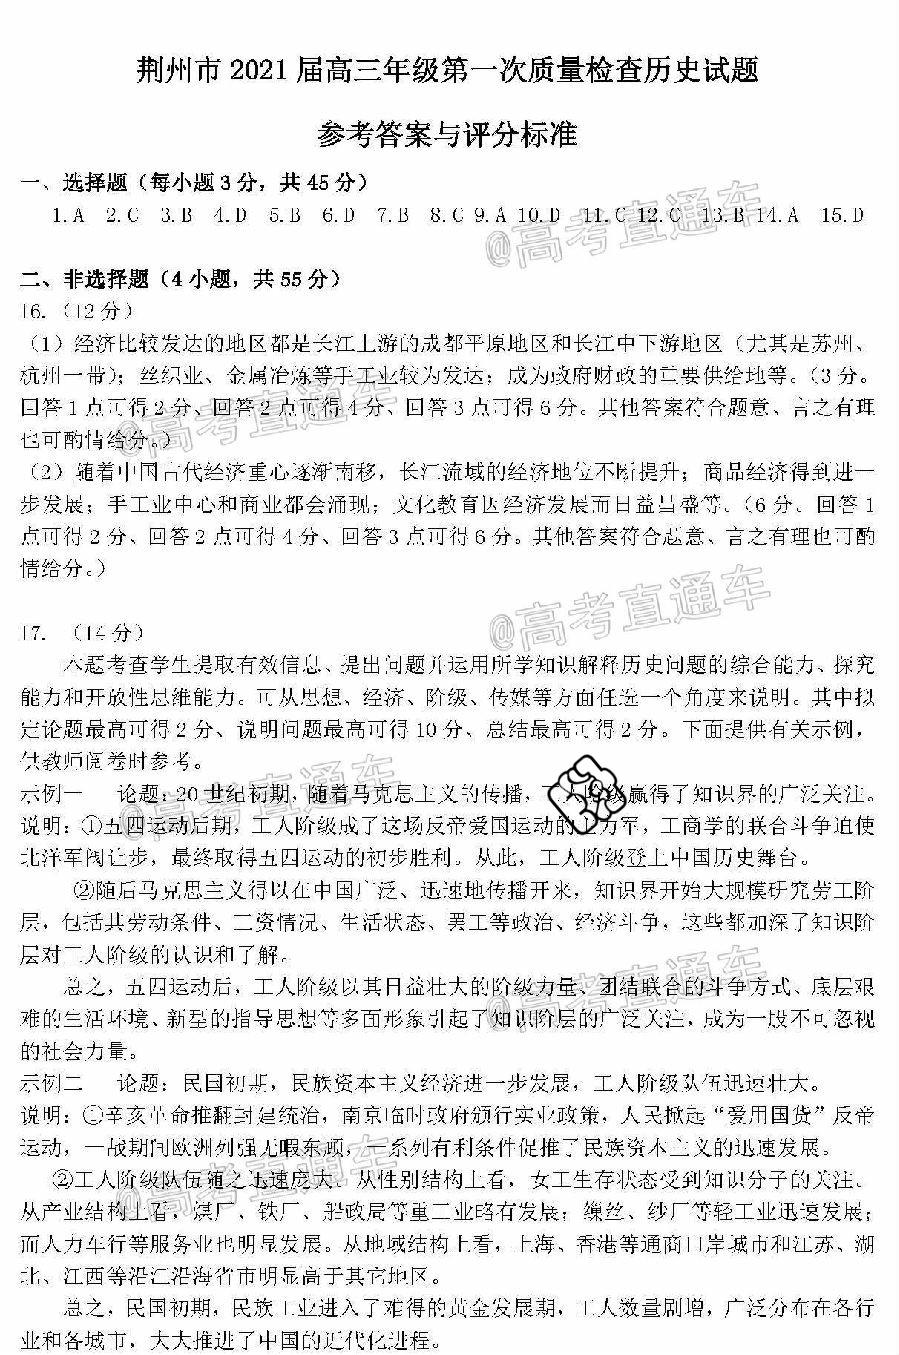 荆州市 2021 届高三年级第一次质量检查历史试题
参考答案与评分标准
一、选择题（每小题 3 分，共 45 分）
1.A 2.C 3.B 4.D 5.B 6.D 7.B 8.C 9.A 10.D 11.C 12.C 13.B 14.A 15.D
@高考直通车
二、非选择题（4 小题，共 55 分）
16.（12 分）
（1）经济比较发达的地区都是长江上游的成都平原地区和长江中下游地区（尤其是苏州、
杭州一带）；丝织业、金属冶炼等手工业较为发达；成为政府财政的重要供给地等。（3 分。
@高考直通车
回答 1 点可得 2 分、回答 2 点可得 4 分、回答 3 点可得 6 分。其他答案符合题意、言之有理
也可酌情给分。）
（2）随着中国古代经济重心逐渐南移，长江流域的经济地位不断提升；商品经济得到进一
步发展；手工业中心和商业都会涌现；文化教育因经济发展而日益昌盛等。（6 分。回答 1
点可得 2 分、回答 2 点可得 4 分、回答 3 点可得 6 分。其他答案符合题意、言之有理也可酌
情给分。）
@高考直通车
17. （14 分）
本题考查学生提取有效信息、提出问题并运用所学知识解释历史问题的综合能力、探究
能力和开放性思维能力。可从思想、经济、阶级、传媒等方面任选一个角度来说明。其中拟
定论题最高可得 2 分、说明问题最高可得 10 分、总结最高可得 2 分。下面提供有关示例，
供教师阅卷时参考。
@高考直通车
示例一 论题：20 世纪初期，随着马克思主义的传播，工人阶级赢得了知识界的广泛关注。
说明：①五四运动后期，工人阶级成了这场反帝爱国运动的主力军，工商学的联合斗争迫使
北洋军阀让步，最终取得五四运动的初步胜利。从此，工人阶级登上中国历史舞台。
②随后马克思主义得以在中国广泛、迅速地传播开来，知识界开始大规模研究劳工阶
层，包括其劳动条件、工资情况、生活状态、罢工等政治、经济斗争，这些都加深了知识阶
层对工人阶级的认识和了解。
@高考直通车
总之，五四运动后，工人阶级以其日益壮大的阶级力量、团结联合的斗争方式、底层艰
难的生活环境、新型的指导思想等多面形象引起了知识阶层的广泛关注，成为一股不可忽视
的社会力量。
示例二 论题：民国初期，民族资本主义经济进一步发展，工人阶级队伍迅速壮大。
说明：①辛亥革命推翻封建统治，南京临时政府颁行实业政策，人民掀起“爱用国货”反帝
运动，一战期间欧洲列强无暇东顾，一系列有利条件促推了民族资本主义的迅速发展。
@高考直通车
②工人阶级队伍随之迅速庞大。从性别结构上看，女工生存状态受到知识分子的关注。
从产业结构上看，煤厂、铁厂、船政局等重工业略有发展；缫丝、纱厂等轻工业迅速发展；
而人力车行等服务业也明显发展。从地域结构上看，上海、香港等通商口岸城市和江苏、湖
北、江西等沿江沿海省市明显高于其它地区。
总之，民国初期，民族工业进入了难得的黄金发展期，工人数量剧增，广泛分布在各行
业和各城市，大大推进了中国的近代化进程。